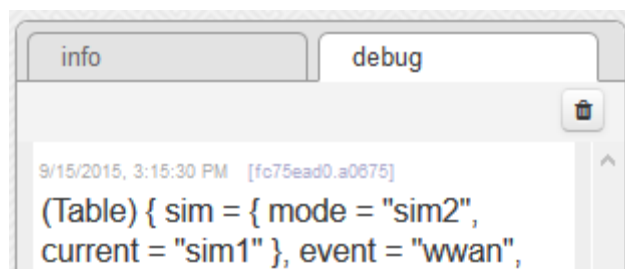 info debug
9/15/2015, 3:15:30 PM [fc75ead0.a0675]
(Table) { sim = { mode = "sim2",
current = "sim1" }, event = "wwan",